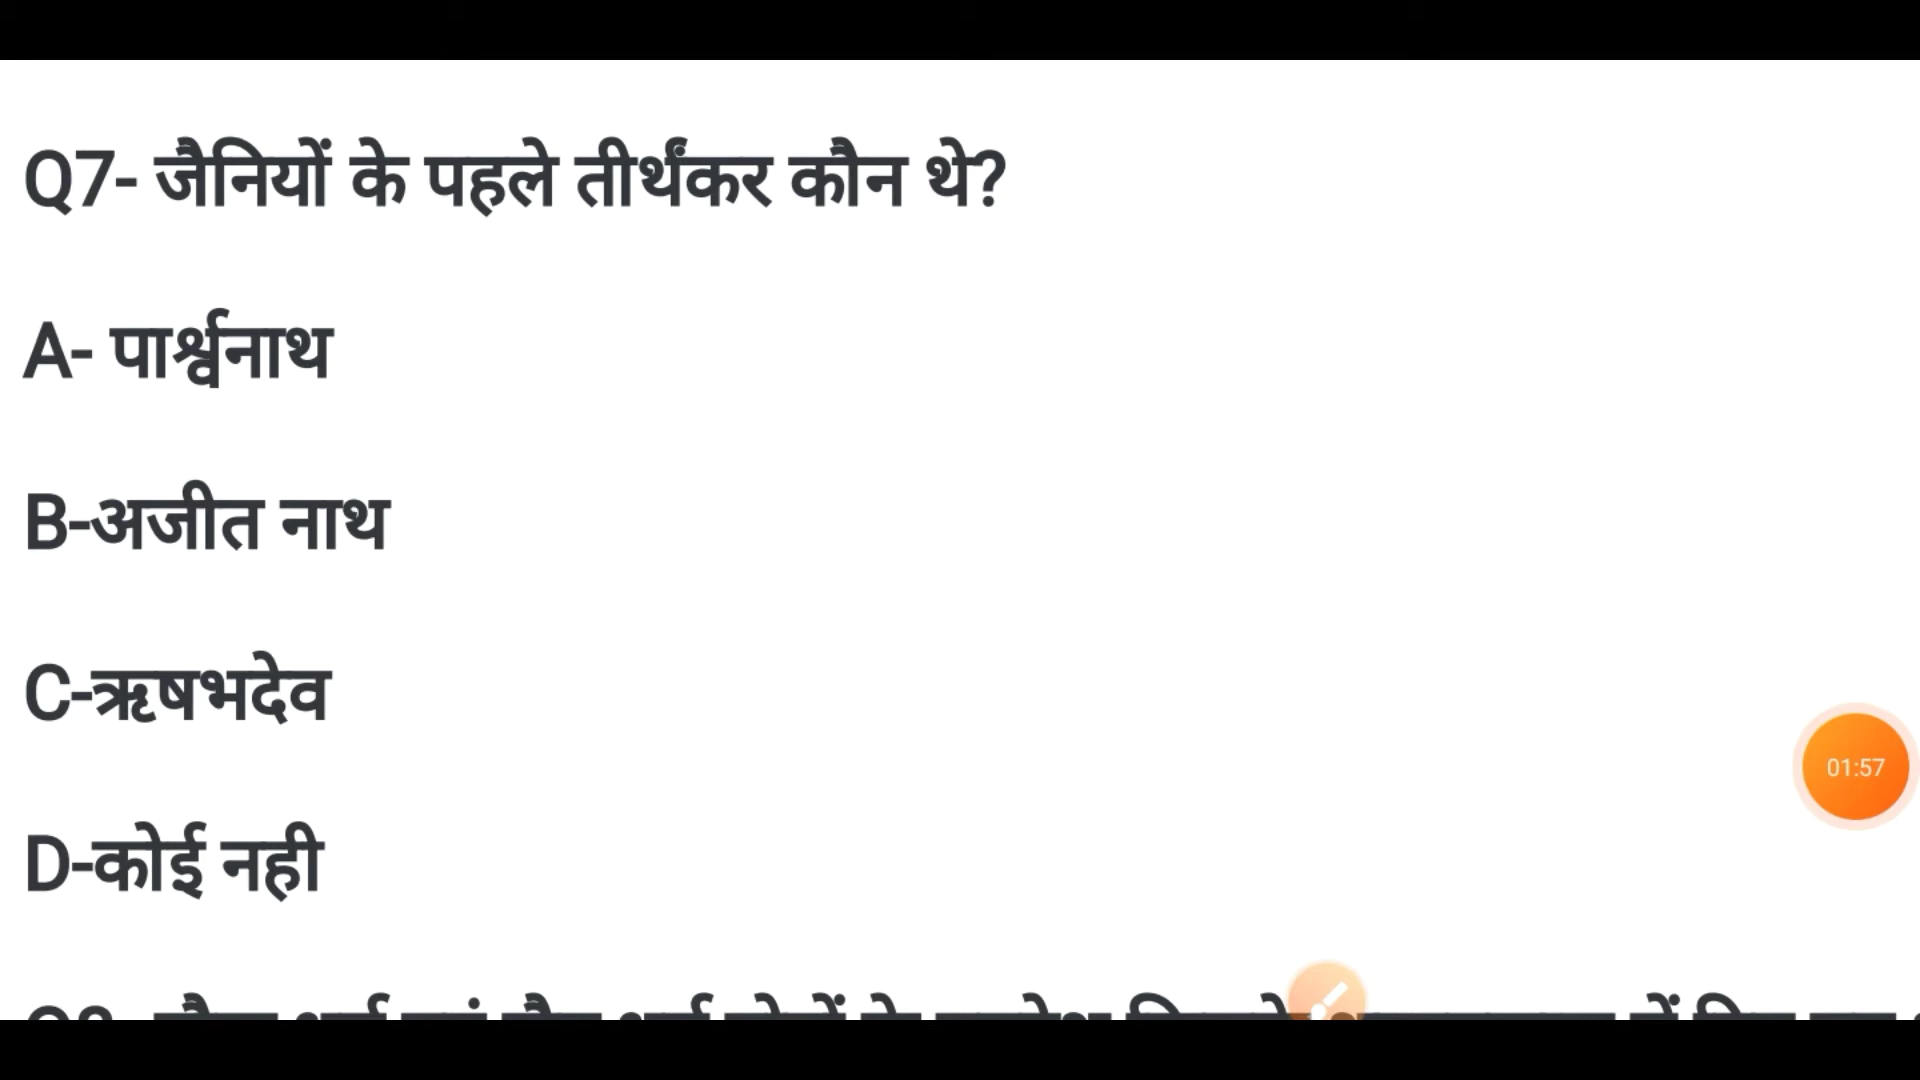 Q7- जैनियों के पहले तीर्थंकर कौन थे?
A- पार्श्वनाथ
B-अजीत नाथ
C-ऋषभदेव
D-कोई नही
01:57